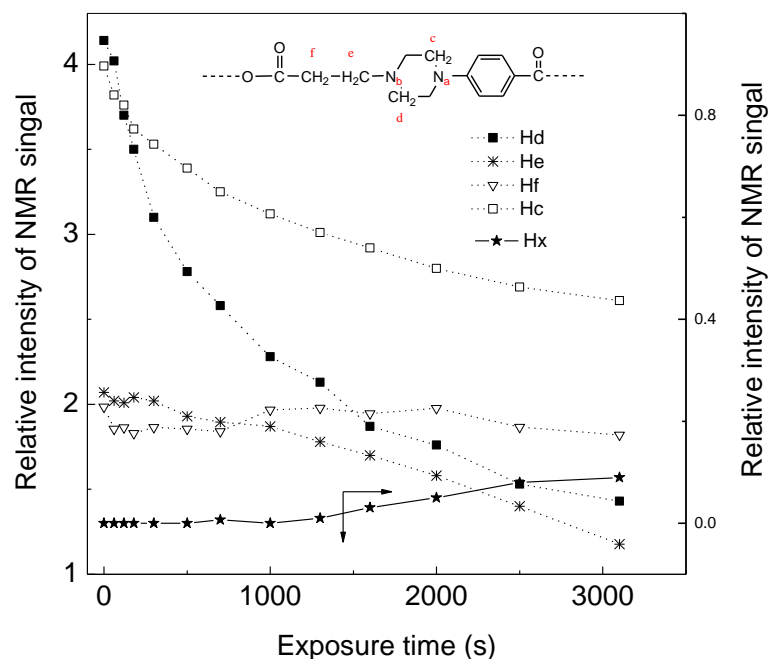 Relative intensity of NMR singal
4
3
2
1
0 1000 2000 3000
Exposure time (s)
0.8
0.4
0.0
Relative intensity of NMR singal
O
O C CH2 CH2 N
f e b
CH2
c
CH2
d
N
a
O
C
Hd
He
Hf
Hc
Hx